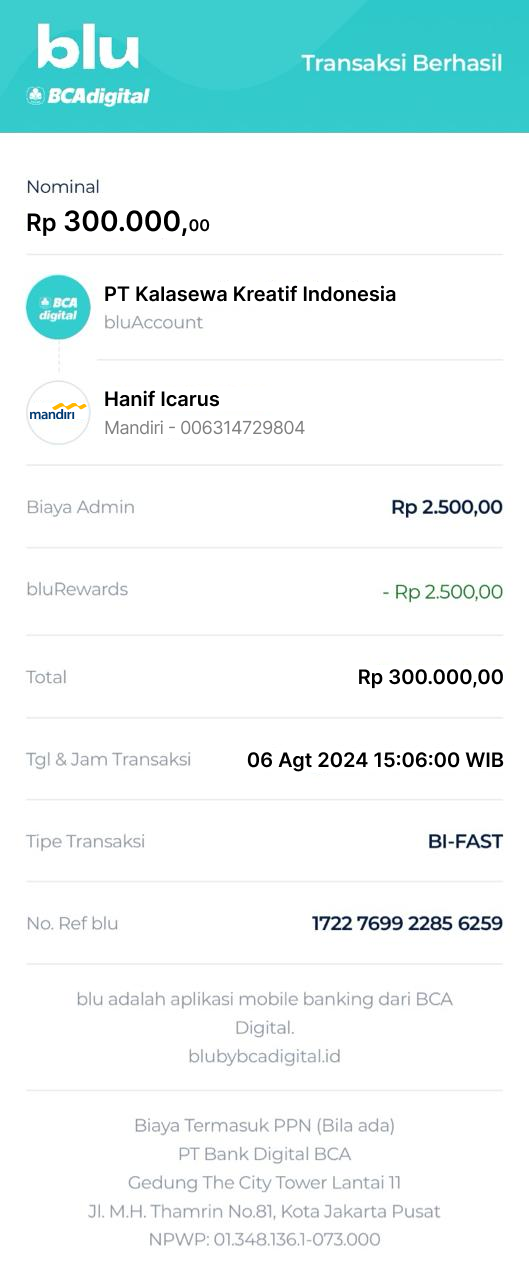 blu
BCAdigital
Transaksi Berhasil
Nominal
Rp 300.000,00
BCA
digital
PT Kalasewa Kreatif Indonesia
bluAccount
mandiri
Hanif Icarus
Mandiri - 006314729804
Biaya Admin
Rp 2.500,00
bluRewards
- Rp 2.500,00
Total
Rp 300.000,00
Tgl & Jam Transaksi
06 Agt 2024 15:06:00 WIB
Tipe Transaksi
BI-FAST
No. Ref blu
1722 7699 2285 6259
blu adalah aplikasi mobile banking dari BCA
Digital.
blubybcadigital.id
Biaya Termasuk PPN (Bila ada)
PT Bank Digital BCA
Gedung The City Tower Lantai 11
Jl. M.H. Thamrin No.81, Kota Jakarta Pusat
NPWP: 01.348.136.1-073.000